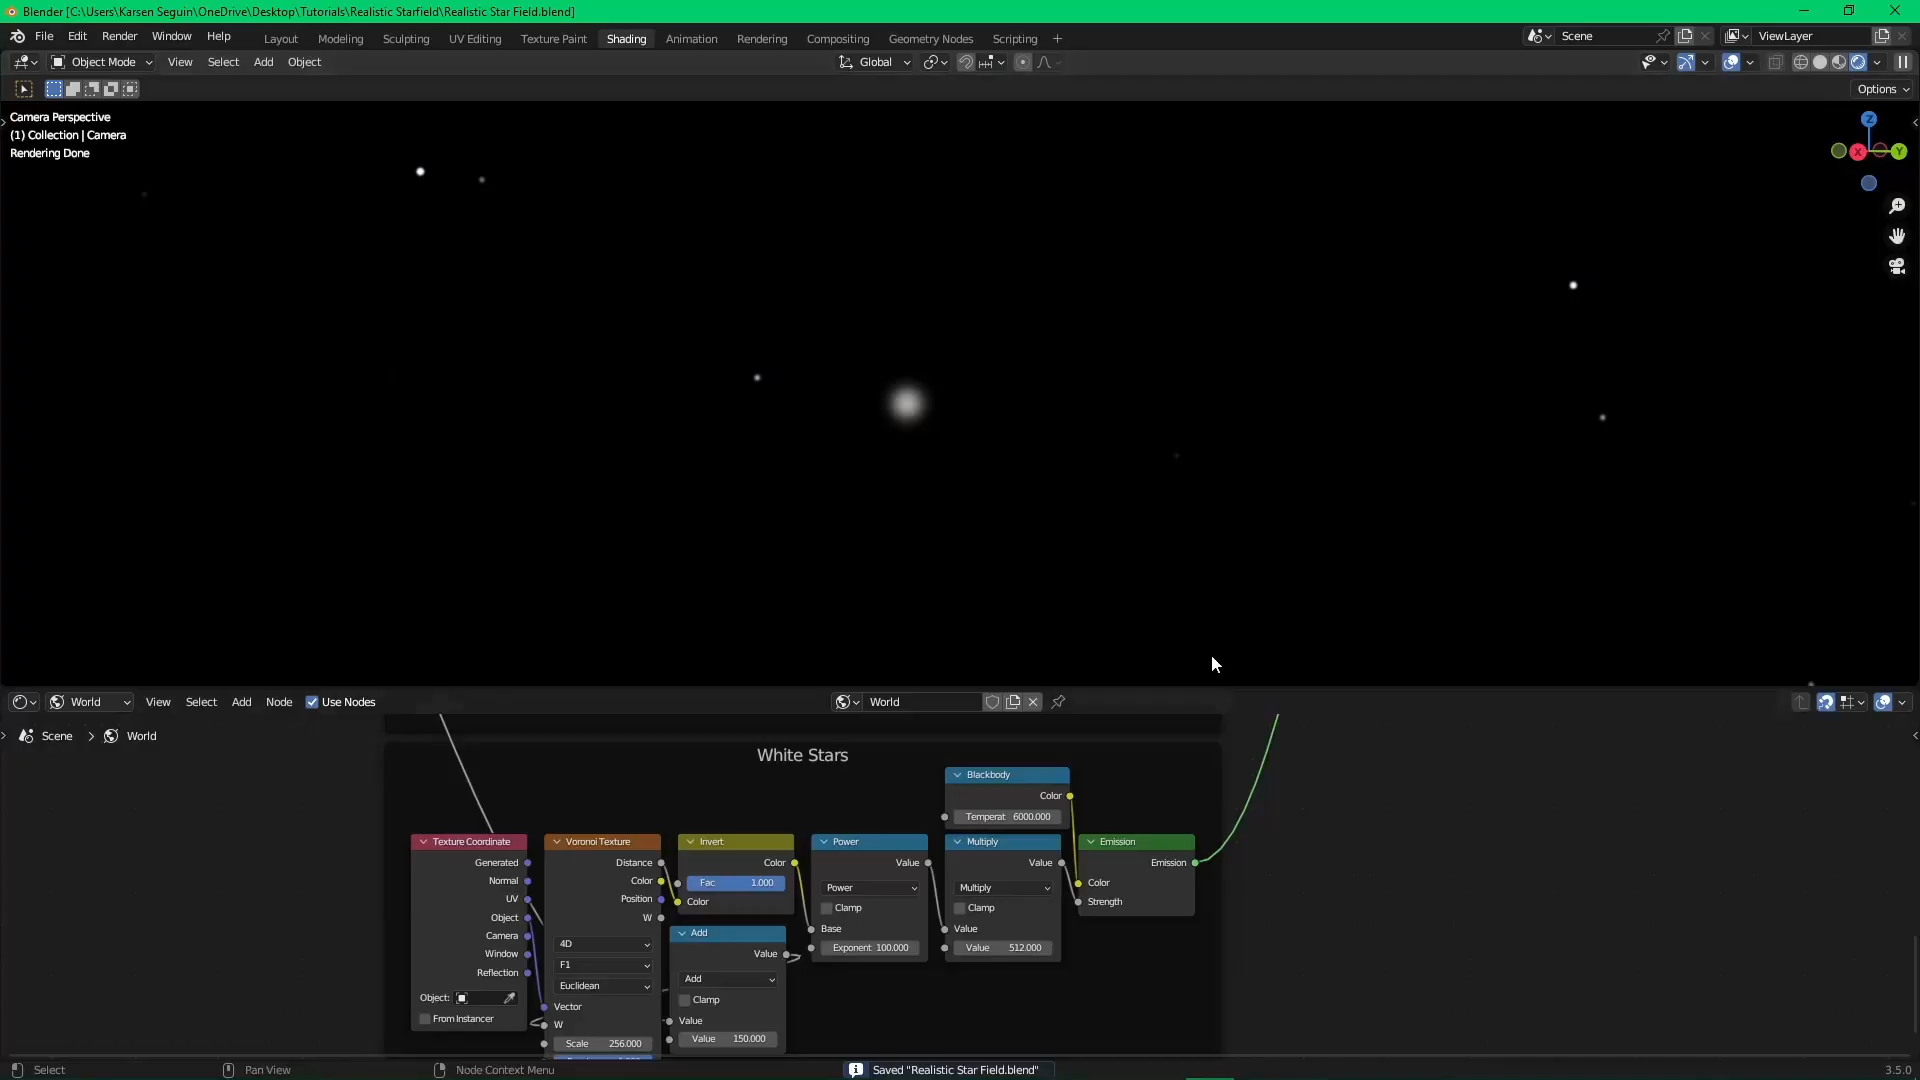 Blender [C:\Users\Karsen Seguin\OneDrive\Desktop\Tutorials\Realistic Starfield\Realistic Star Field.blend]
File Edit Render Window Help Layout Modeling Sculpting UV Editing Texture Paint Shading Animation Rendering Compositing Geometry Nodes Scripting + Scene ViewLayer
Object Mode View Select Add Object Global
Options
Camera Perspective
(1) Collection | Camera
Rendering Done
Z
X Y
World View Select Add Node Use Nodes World
Scene > World
White Stars
Blackbody
Color
Temperat 6000.000
Texture Coordinate
Generated
Normal
UV
Object
Camera
Window
Reflection
Object:
From Instancer
Voronoi Texture
Distance
Color
Position
W
4D
F1
Euclidean
Vector
W
Scale 256.000
Invert
Color
Fac 1.000
Color
Add
Value
Add
Clamp
Value
Value 150.000
Power
Value
Power
Clamp
Base
Exponent 100.000
Multiply
Value
Multiply
Clamp
Value
Value 512.000
Emission
Emission
Color
Strength
Select Pan View Node Context Menu Saved "Realistic Star Field.blend" 3.5.0